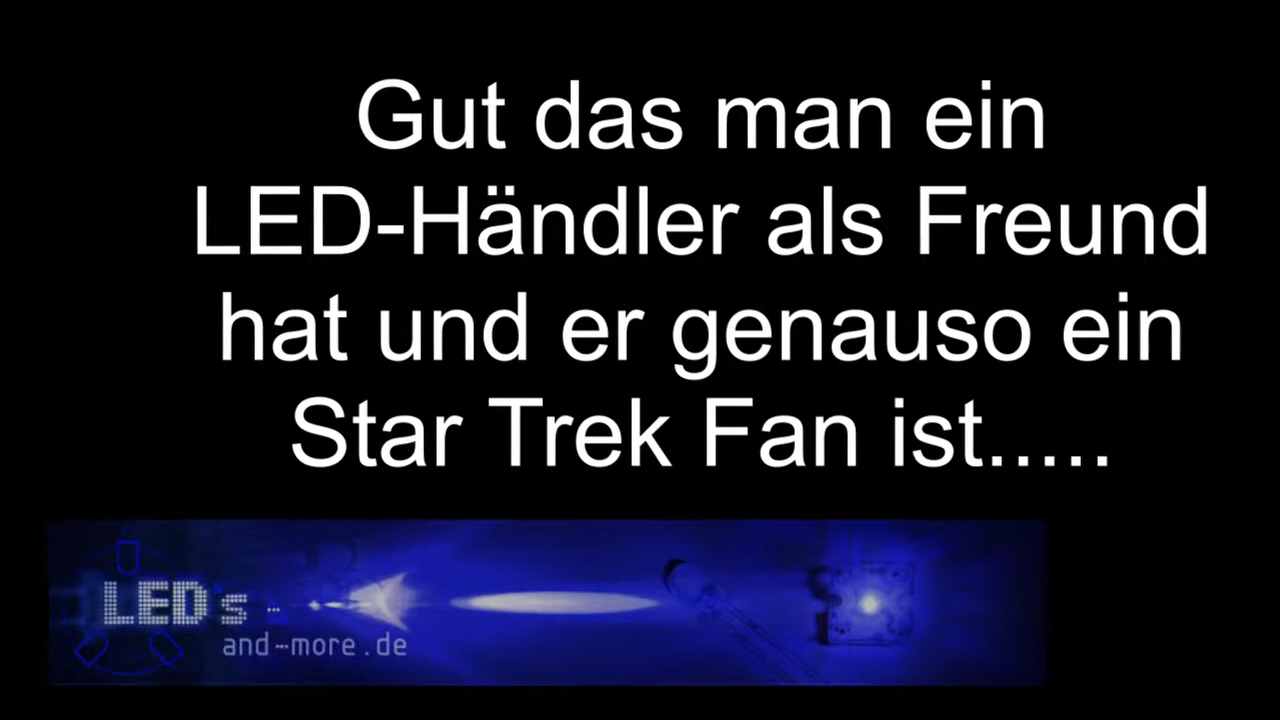 Gut das man ein
LED-Händler als Freund
hat und er genauso ein
Star Trek Fan ist.....
LEDs ...
and-more.de